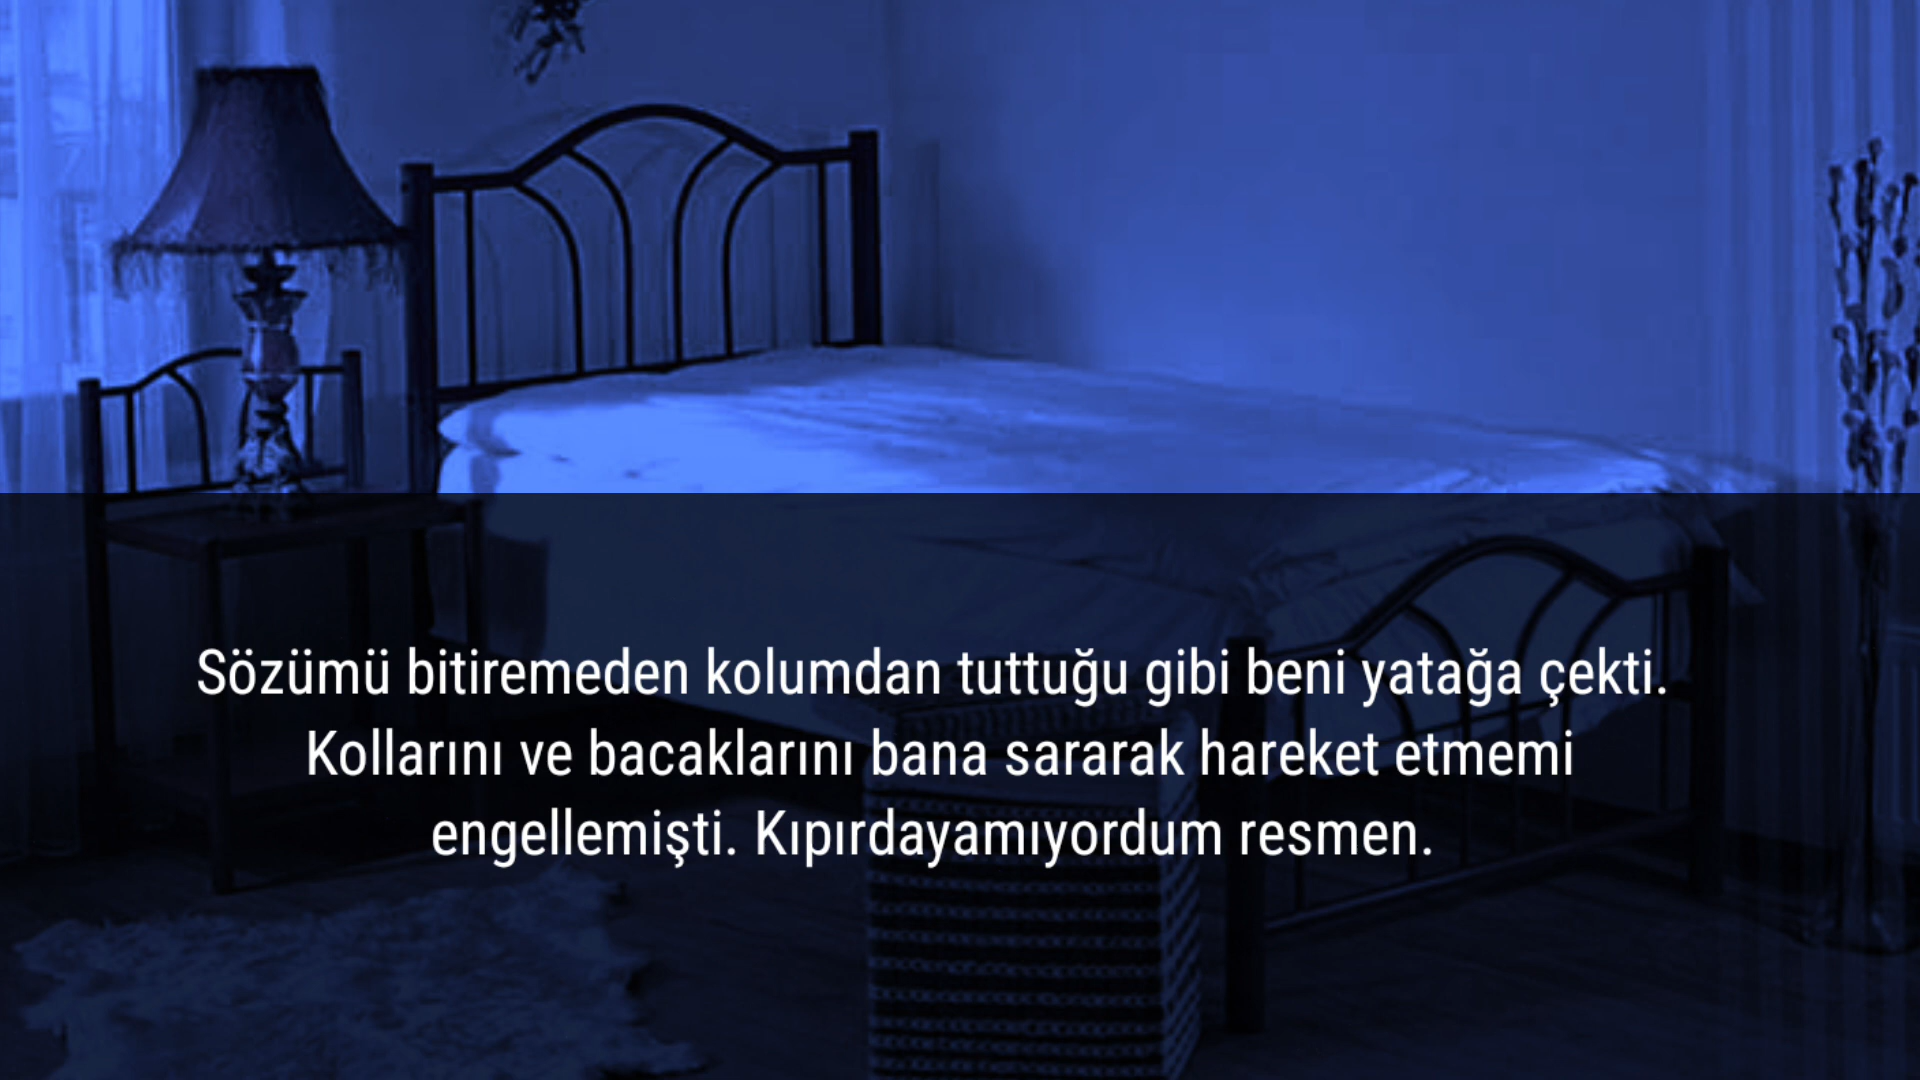 Sözümü bitiremeden kolumdan tuttuğu gibi beni yatağa çekti.
Kollarını ve bacaklarını bana sararak hareket etmemi
engellemişti. Kıpırdayamıyordum resmen.